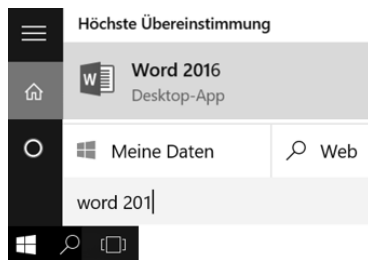 Höchste Übereinstimmung
Word 2016
Desktop-App
Meine Daten Web
word 201